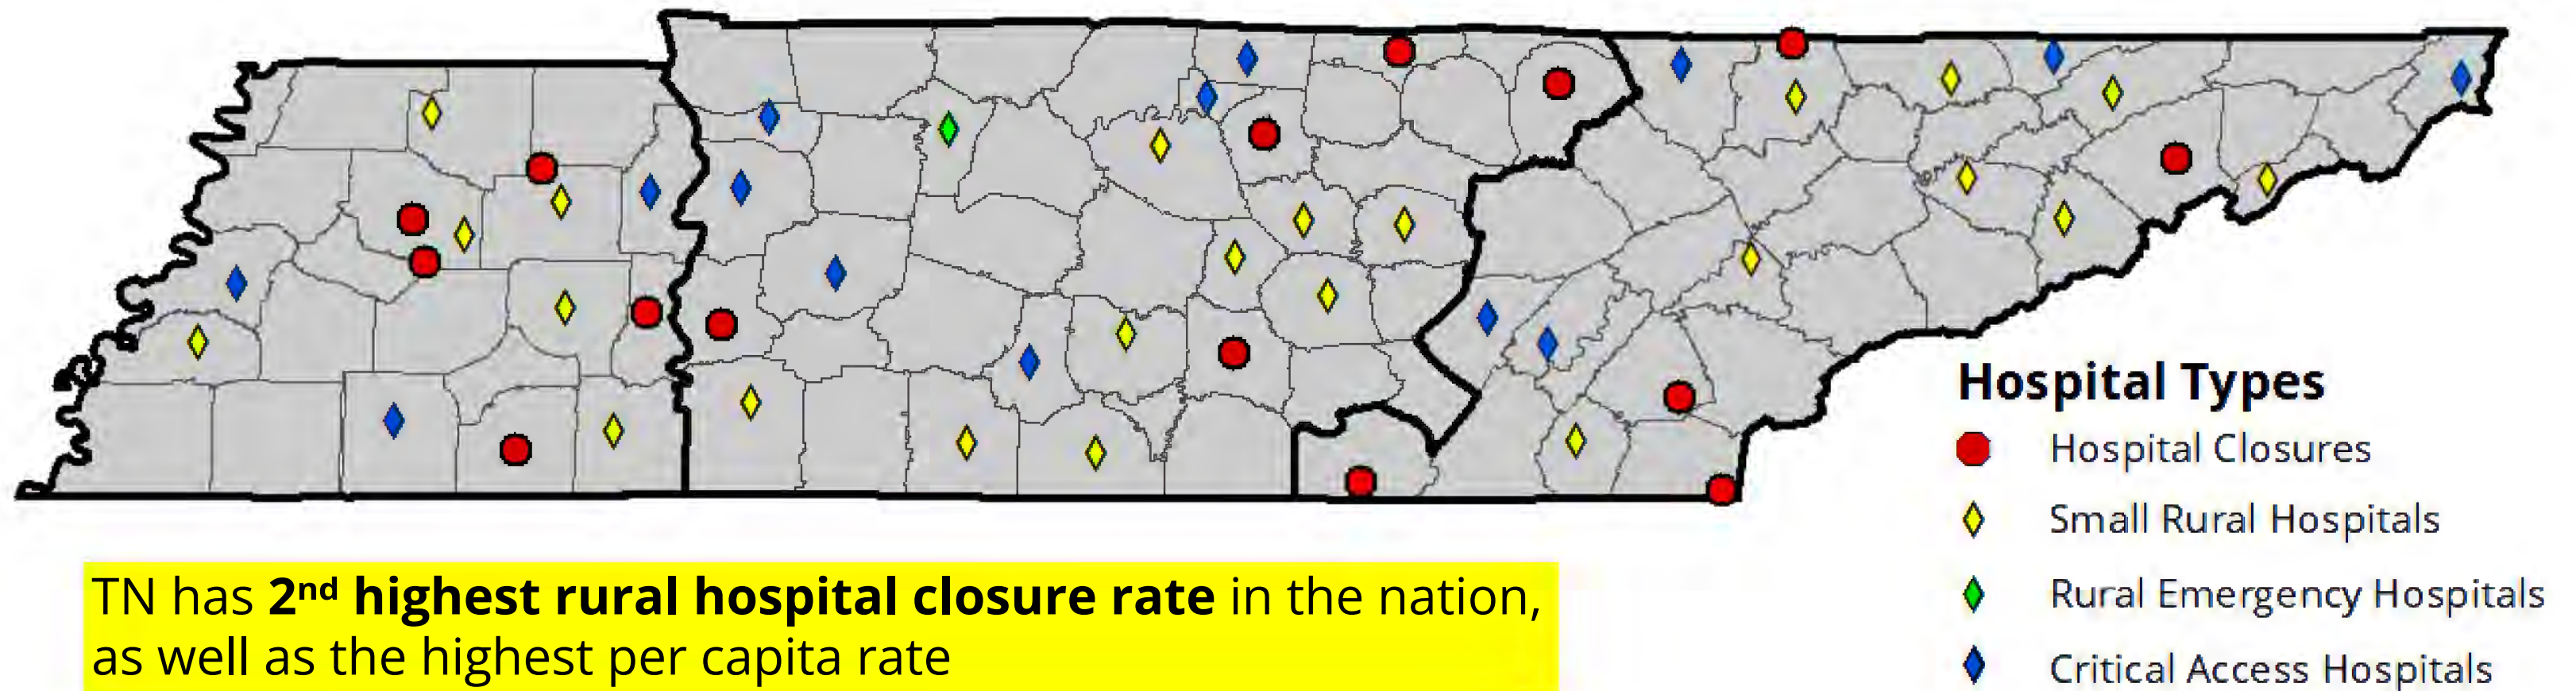 Hospital Types
Hospital Closures
Small Rural Hospitals
Rural Emergency Hospitals
Critical Access Hospitals
TN has 2nd highest rural hospital closure rate in the nation,
as well as the highest per capita rate